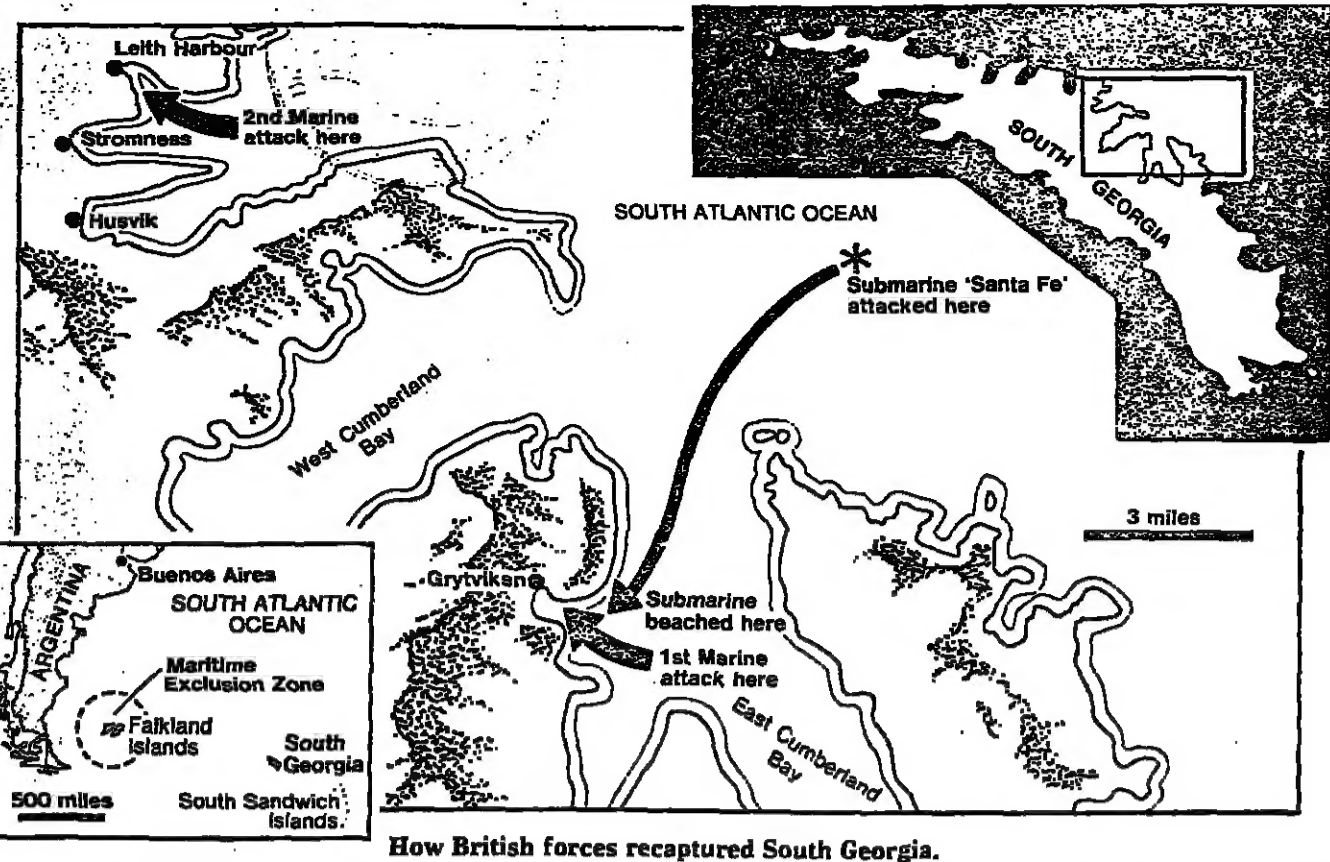 Leith Harbour
2nd Marine
attack here
Stromness
Husvik
SOUTH ATLANTIC OCEAN
SOUTH
GEORGIA
Submarine 'Santa Fe'
attacked here
West Cumberland
Bay
3 miles
Grytviksn
Submarine
beached here
1st Marine
attack here
East Cumberland
Bay
Buenos Aires
ARGENTINA
SOUTH ATLANTIC
OCEAN
Maritime
Exclusion Zone
Falkland
Islands
South
Georgia
500 miles
South Sandwich
Islands.
How British forces recaptured South Georgia.